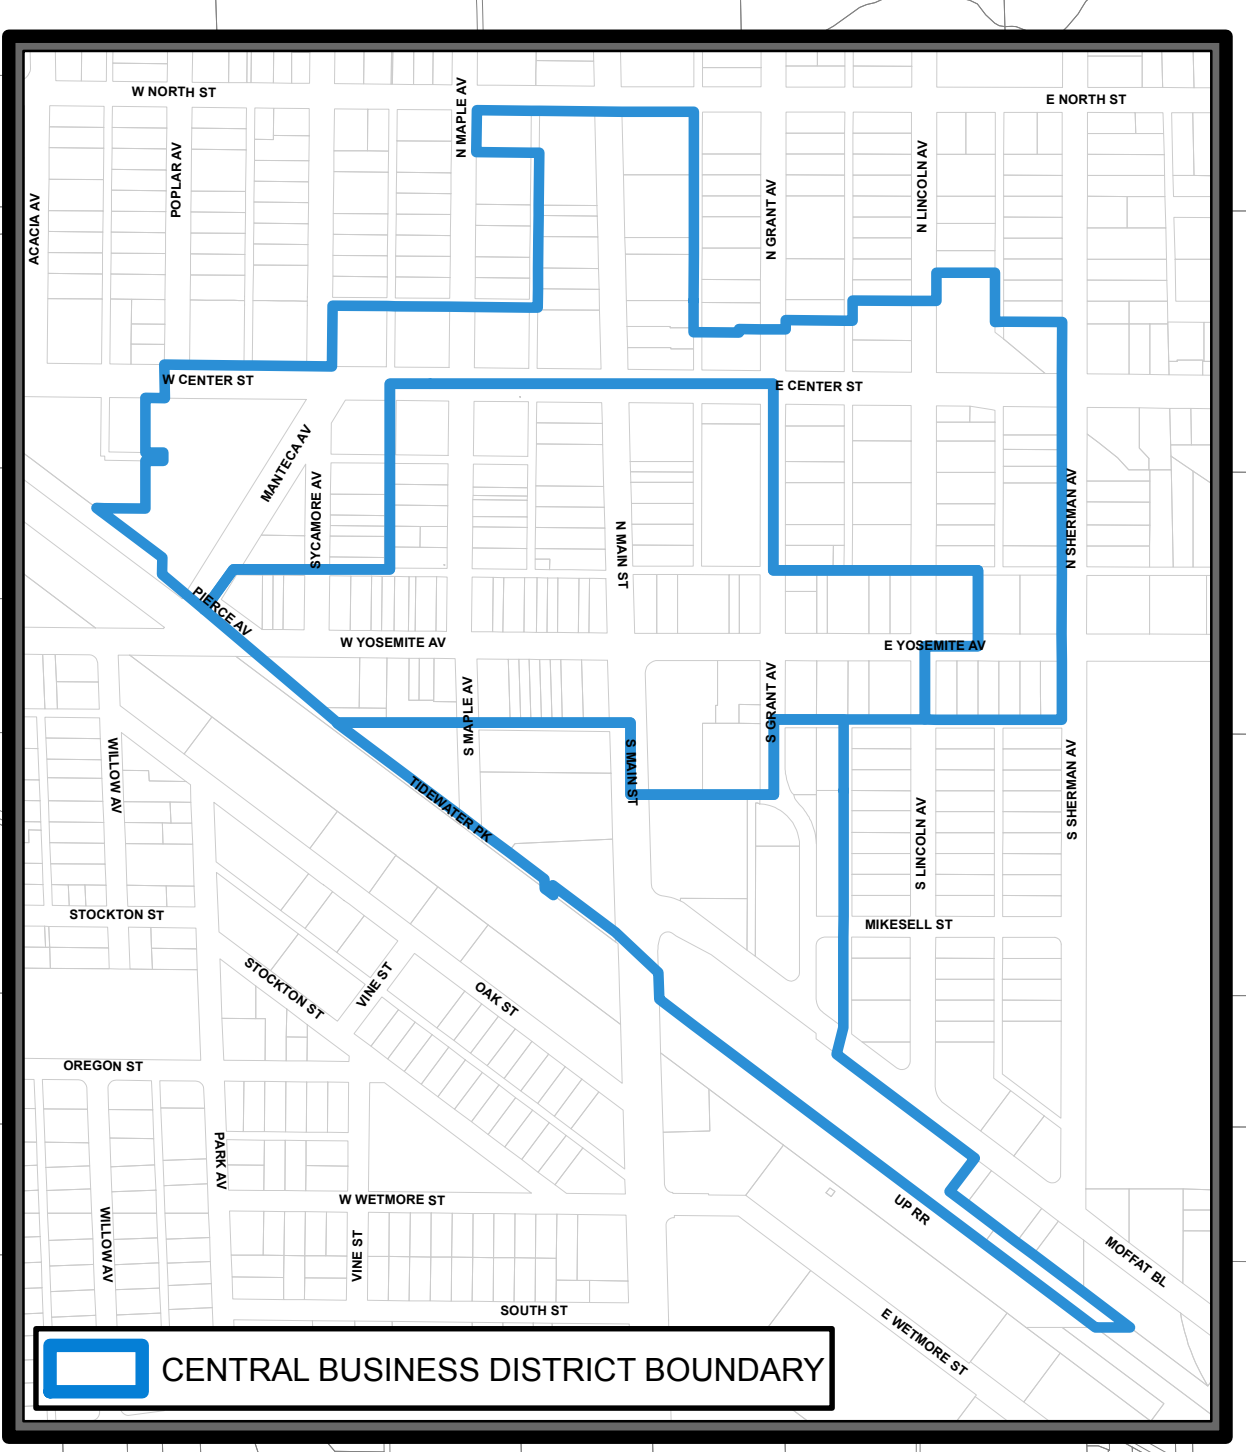 W NORTH ST
N MAPLE AV
E NORTH ST
POPLAR AV
ACACIA AV
N GRANT AV
N LINCOLN AV
W CENTER ST
E CENTER ST
MANTECA AV
SYCAMORE AV
N MAIN ST
N SHERMAN AV
PIERCE AV
W YOSEMITE AV
E YOSEMITE AV
S MAPLE AV
S GRANT AV
WILLOW AV
S MAIN ST
S SHERMAN AV
TIDEWATER PK
S LINCOLN AV
STOCKTON ST
MIKESELL ST
STOCKTON ST
VINE ST
OAK ST
OREGON ST
PARK AV
W WETMORE ST
UP RR
WILLOW AV
VINE ST
MOFFAT BL
SOUTH ST
E WETMORE ST
CENTRAL BUSINESS DISTRICT BOUNDARY